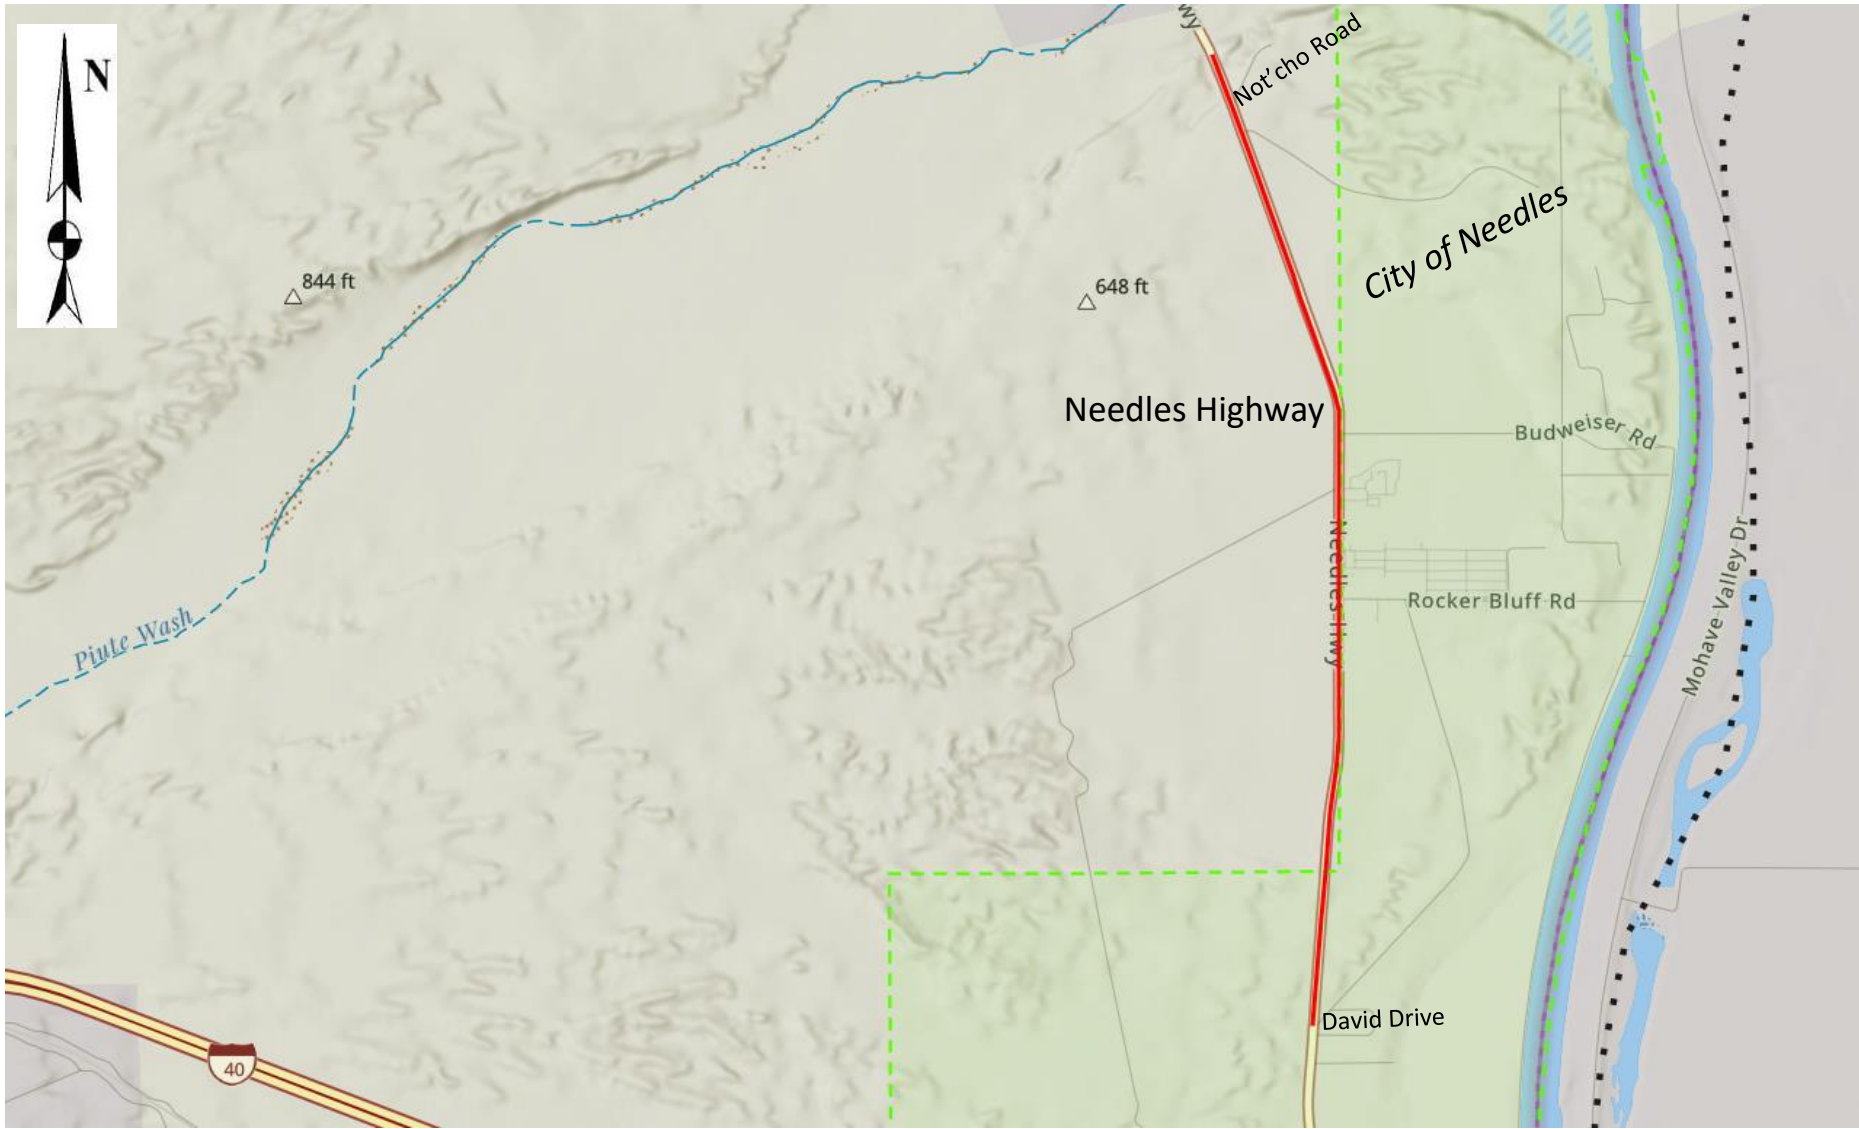 wy
Not'cho Road
N
City of Needles
844 ft
648 ft
Needles Highway
Budweiser Rd
Needles Hwy
Rocker Bluff Rd
Mohave Valley Dr
Piute Wash
David Drive
40